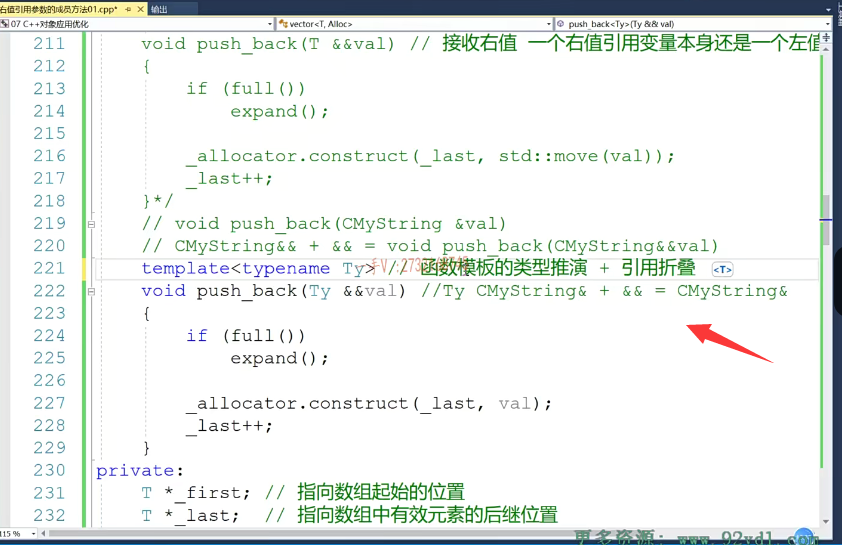 右值引用参数的成员方法01.cpp* 输出
07 C++对象应用优化 vector<T, Alloc> push_back<Ty>(Ty && val)
211 void push_back(T &&val) // 接收右值 一个右值引用变量本身还是一个左值
212 {
213 if (full())
214 expand();
215
216 _allocator.construct(_last, std::move(val));
217 _last++;
218 }*/
219 // void push_back(CMyString &val)
220 // CMyString&& + && = void push_back(CMyString&&val)
221 template<typename Ty> // 函数模板的类型推演 + 引用折叠 <T>
222 void push_back(Ty &&val) //Ty CMyString& + && = CMyString&
223 {
224 if (full())
225 expand();
226
227 _allocator.construct(_last, val);
228 _last++;
229 }
230 private:
231 T *_first; // 指向数组起始的位置
232 T *_last; // 指向数组中有效元素的后继位置
115 %
更多资源: